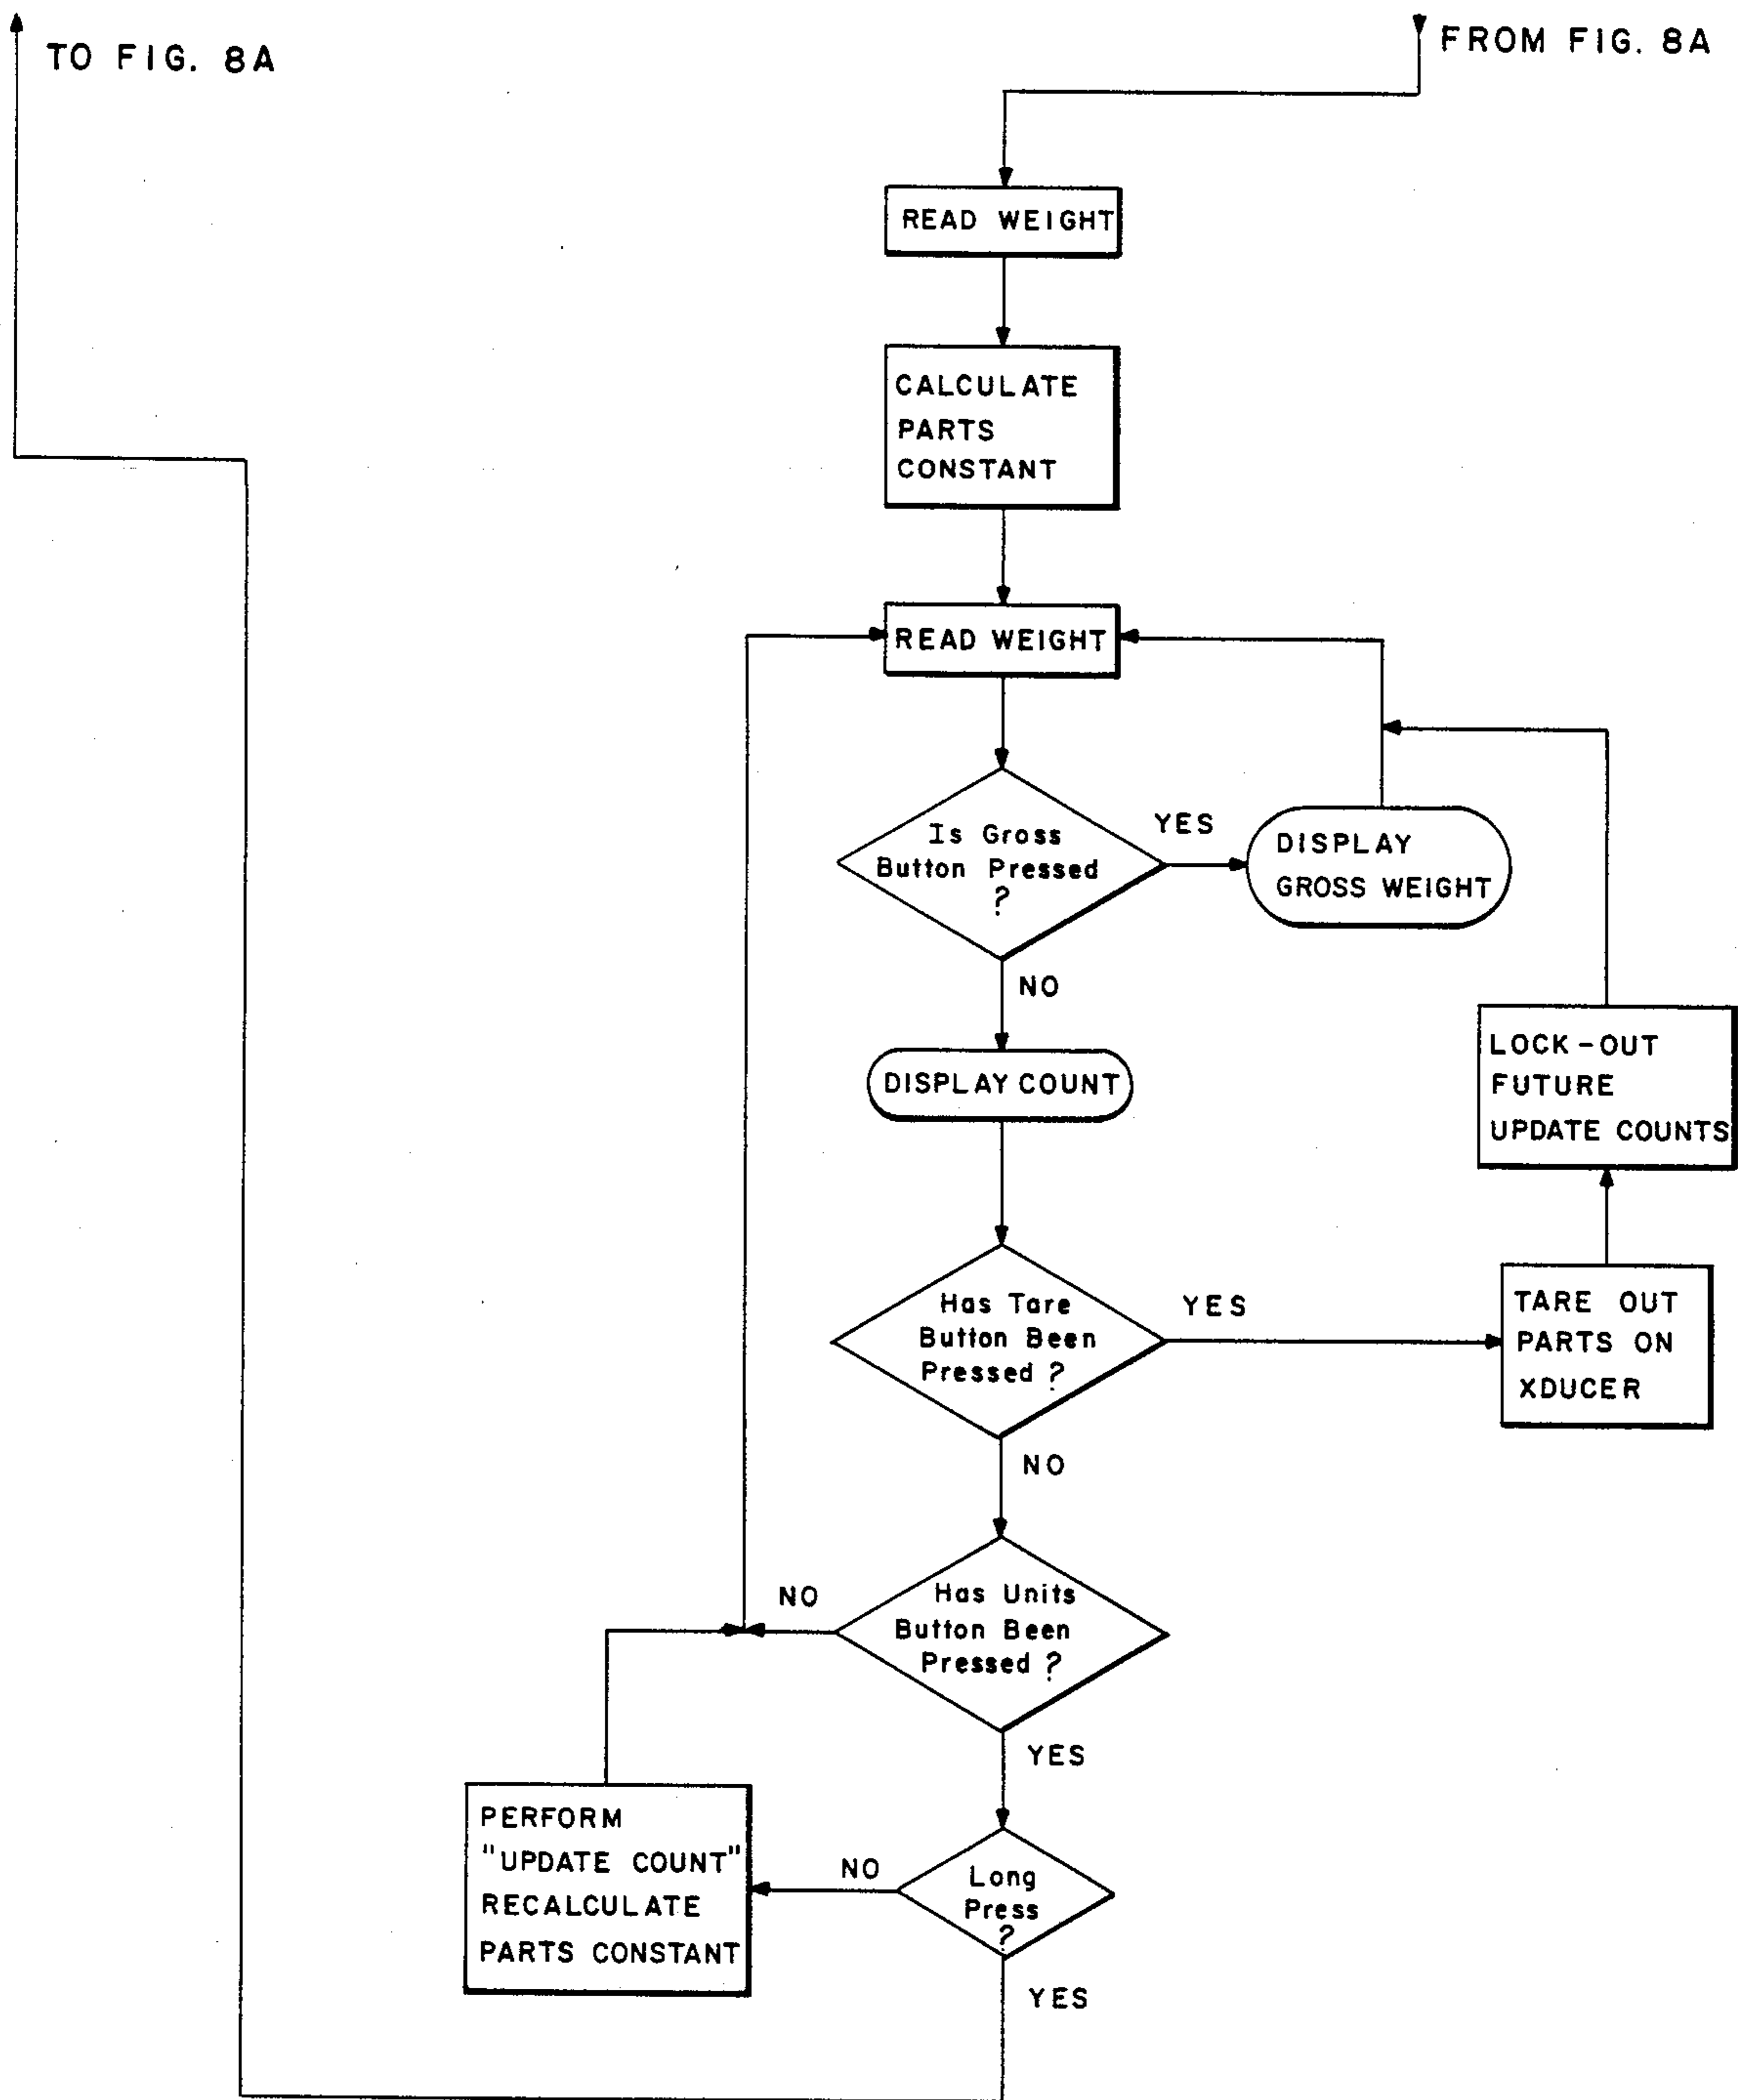 TO FIG. 8A
FROM FIG. 8A
READ WEIGHT
CALCULATE
PARTS
CONSTANT
READ WEIGHT
Is Gross
Button Pressed
?
YES
DISPLAY
GROSS WEIGHT
NO
DISPLAY COUNT
LOCK-OUT
FUTURE
UPDATE COUNTS
Has Tare
Button Been
Pressed ?
YES
TARE OUT
PARTS ON
XDUCER
NO
Has Units
Button Been
Pressed ?
NO
YES
Long
Press
?
NO
PERFORM
"UPDATE COUNT"
RECALCULATE
PARTS CONSTANT
YES